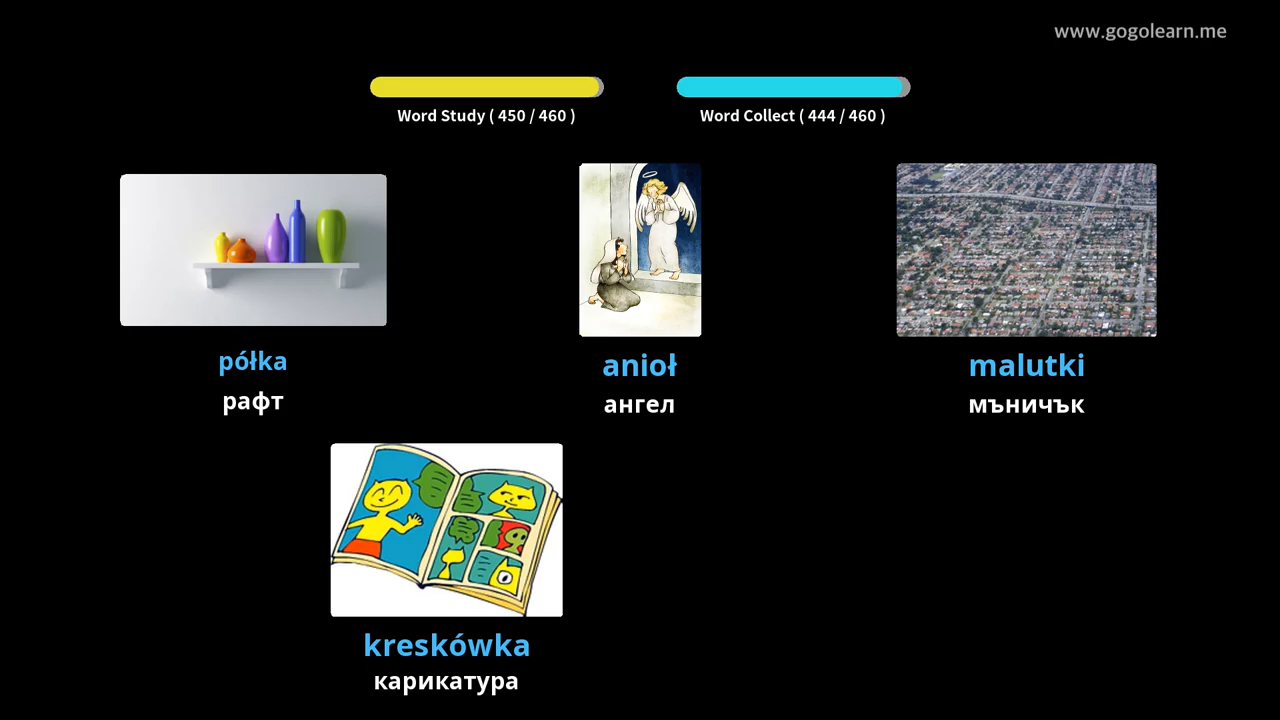 www.gogolearn.me
Word Study ( 450 / 460 )
Word Collect ( 444 / 460 )
półka
рафт
anioł
ангел
malutki
мъничък
kreskówka
карикатура